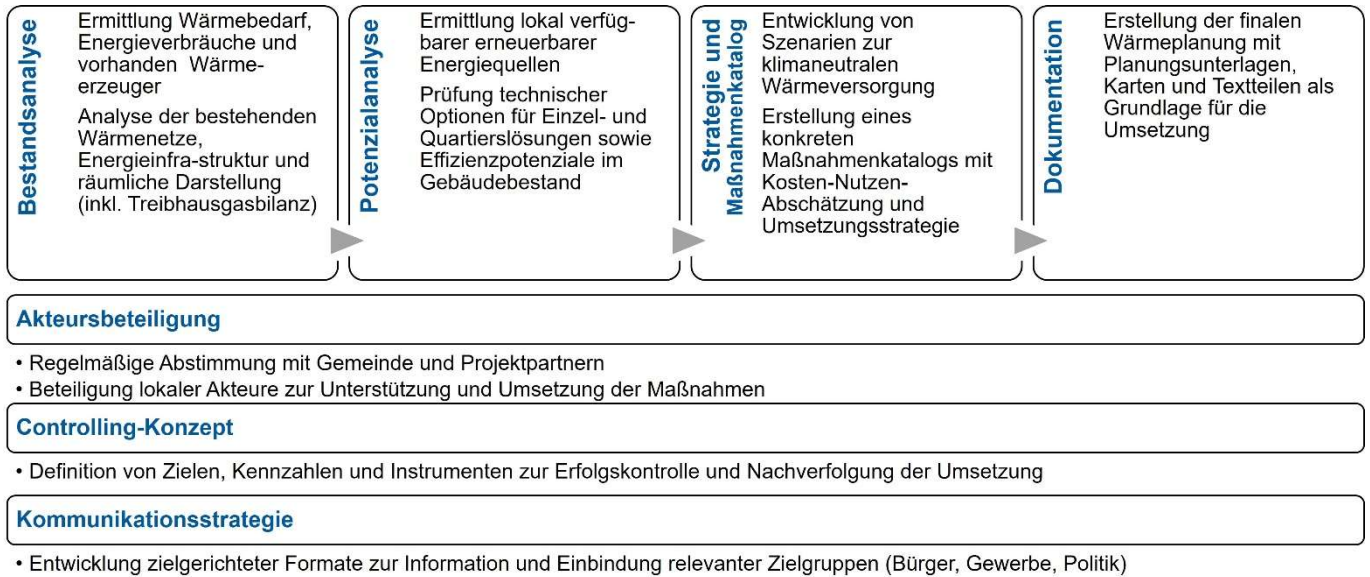 Bestandsanalyse
Ermittlung Wärmebedarf,
Energieverbräuche und
vorhanden Wärme-
erzeuger
Analyse der bestehenden
Wärmenetze,
Energieinfra-struktur und
räumliche Darstellung
(inkl. Treibhausgasbilanz)
Potenzialanalyse
Ermittlung lokal verfüg-
barer erneuerbarer
Energiequellen
Prüfung technischer
Optionen für Einzel- und
Quartierslösungen sowie
Effizienzpotenziale im
Gebäudebestand
Strategie und
Maßnahmenkatalog
Entwicklung von
Szenarien zur
klimaneutralen
Wärmeversorgung
Erstellung eines
konkreten
Maßnahmenkatalogs mit
Kosten-Nutzen-
Abschätzung und
Umsetzungsstrategie
Dokumentation
Erstellung der finalen
Wärmeplanung mit
Planungsunterlagen,
Karten und Textteilen als
Grundlage für die
Umsetzung
Akteursbeteiligung
• Regelmäßige Abstimmung mit Gemeinde und Projektpartnern
• Beteiligung lokaler Akteure zur Unterstützung und Umsetzung der Maßnahmen
Controlling-Konzept
• Definition von Zielen, Kennzahlen und Instrumenten zur Erfolgskontrolle und Nachverfolgung der Umsetzung
Kommunikationsstrategie
• Entwicklung zielgerichteter Formate zur Information und Einbindung relevanter Zielgruppen (Bürger, Gewerbe, Politik)